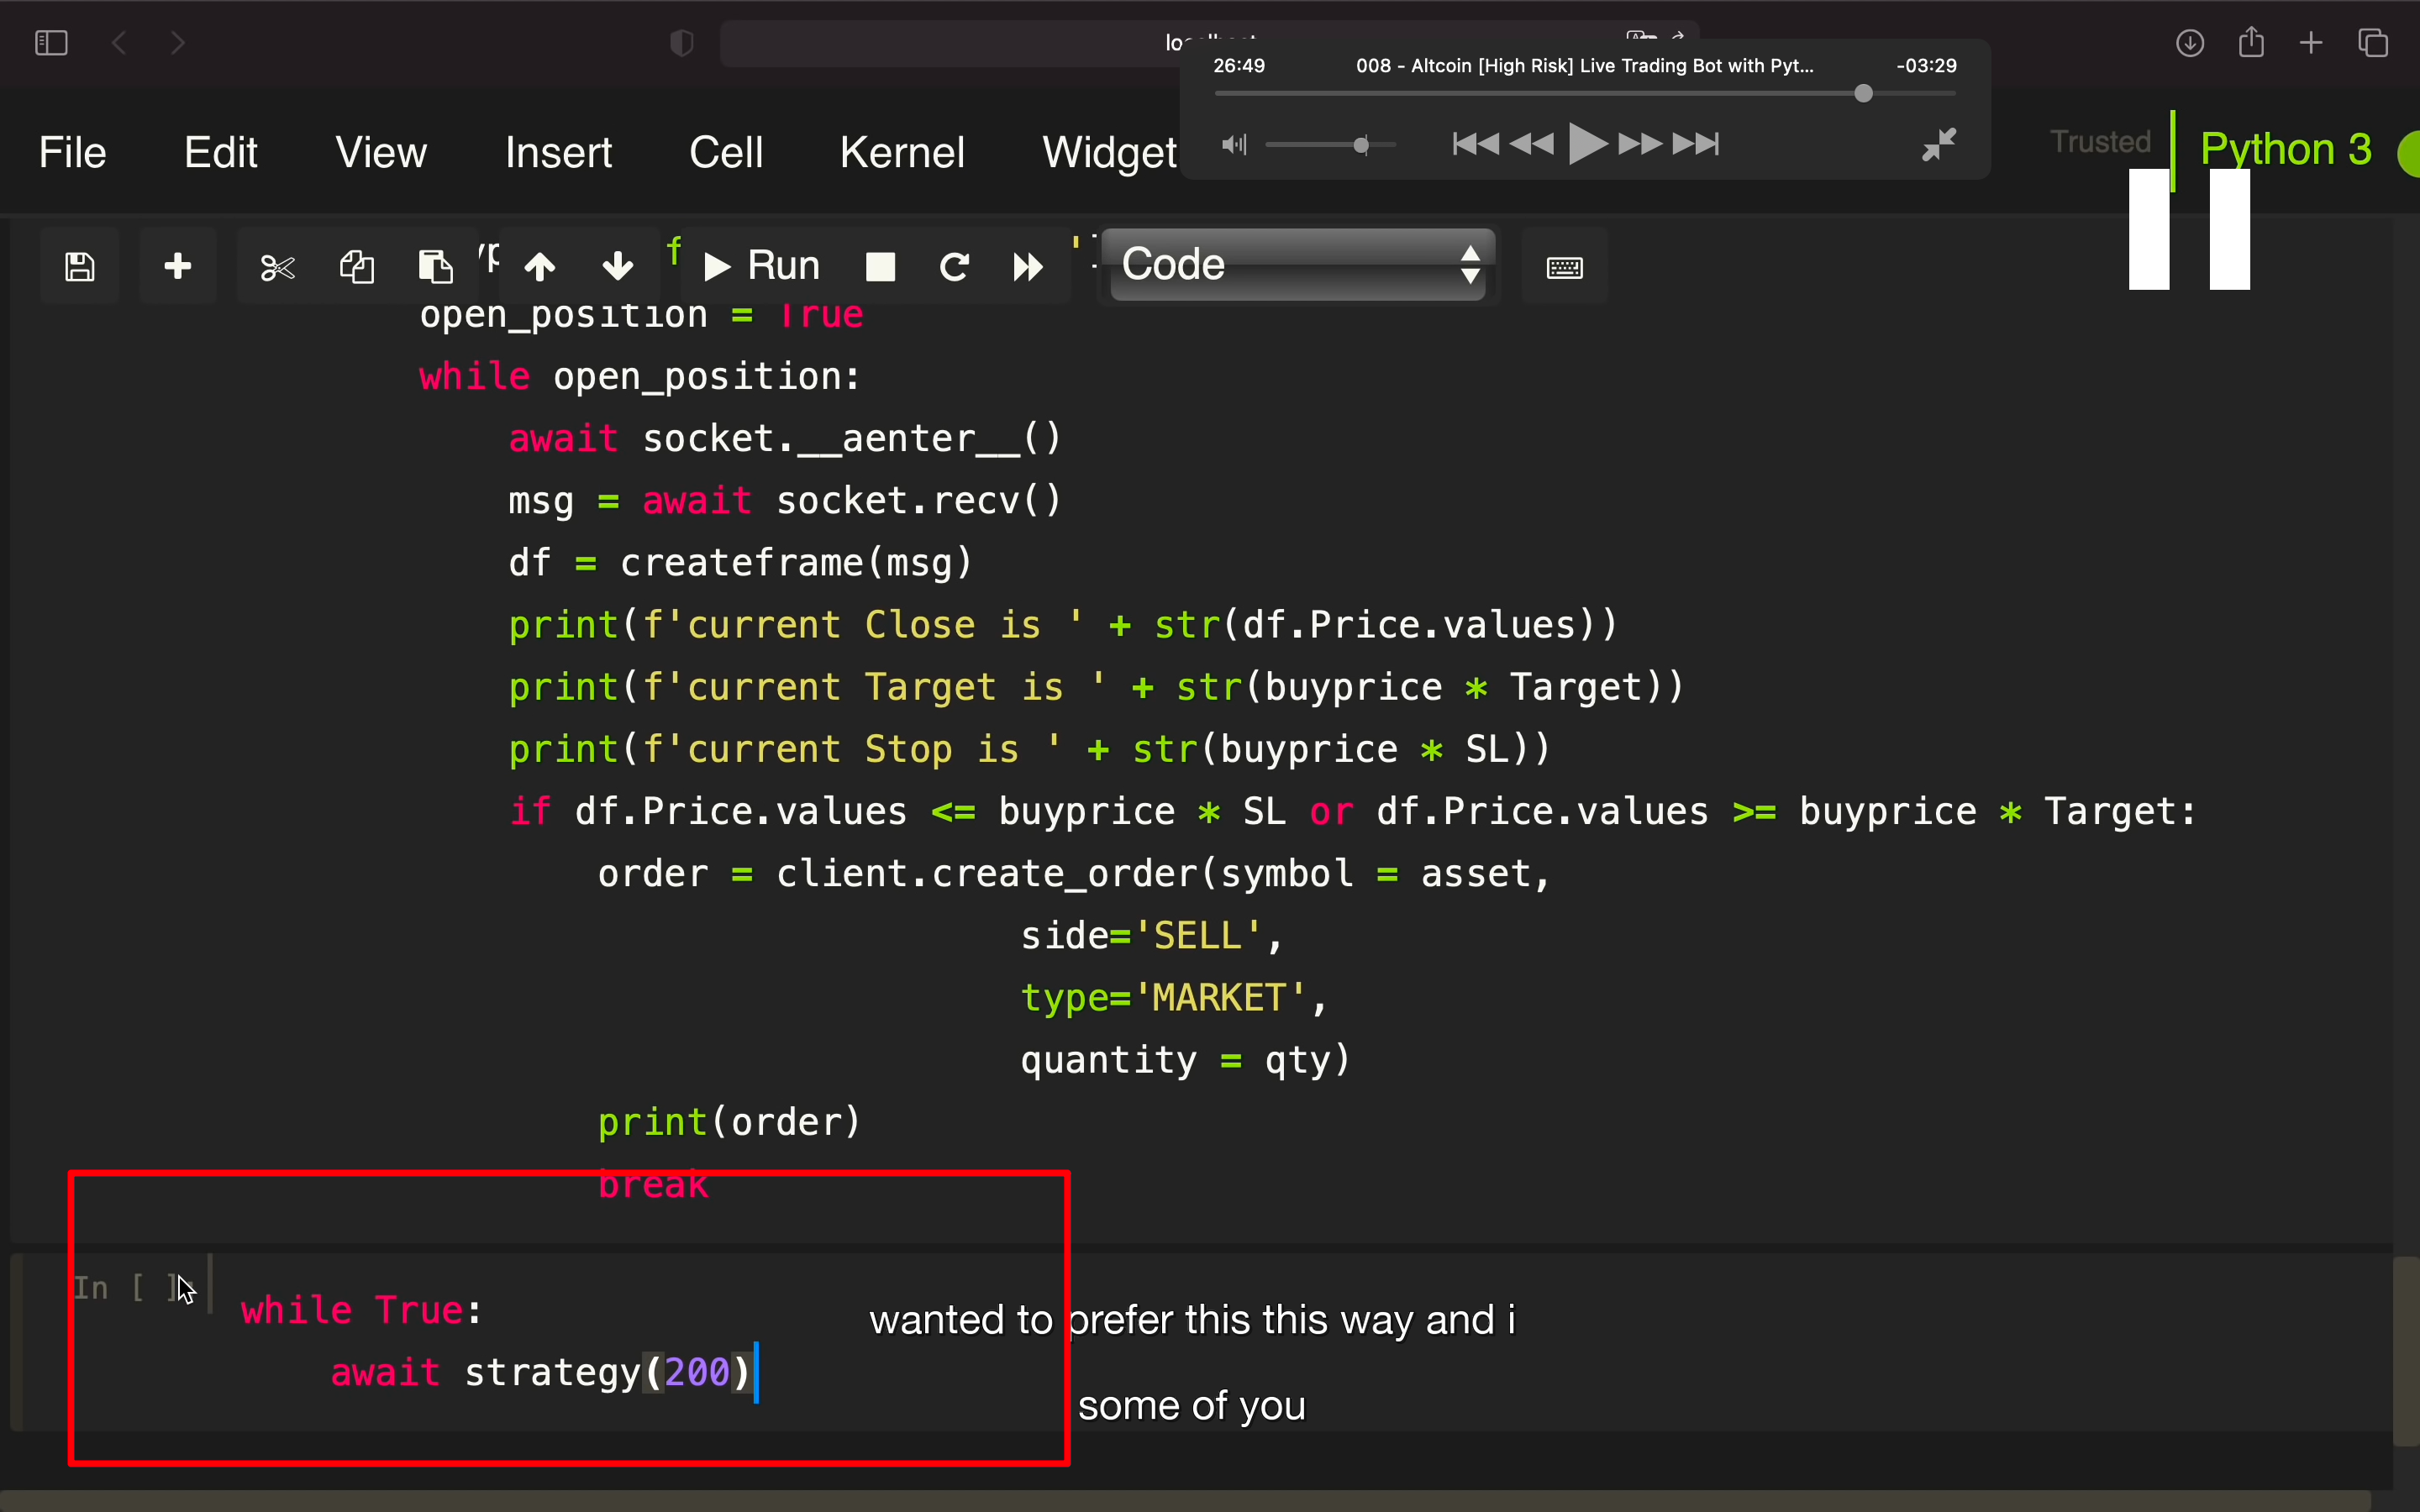 26:49 008 - Altcoin [High Risk] Live Trading Bot with Pyt... -03:29
File Edit View Insert Cell Kernel Widget Trusted Python 3
Run Code
open_position = True
while open_position:
await socket.__aenter__()
msg = await socket.recv()
df = createframe(msg)
print(f'current Close is ' + str(df.Price.values))
print(f'current Target is ' + str(buyprice * Target))
print(f'current Stop is ' + str(buyprice * SL))
if df.Price.values <= buyprice * SL or df.Price.values >= buyprice * Target:
order = client.create_order(symbol = asset,
side='SELL',
type='MARKET',
quantity = qty)
print(order)
break
In [ ]:
while True:
await strategy(200)
wanted to prefer this this way and i
some of you